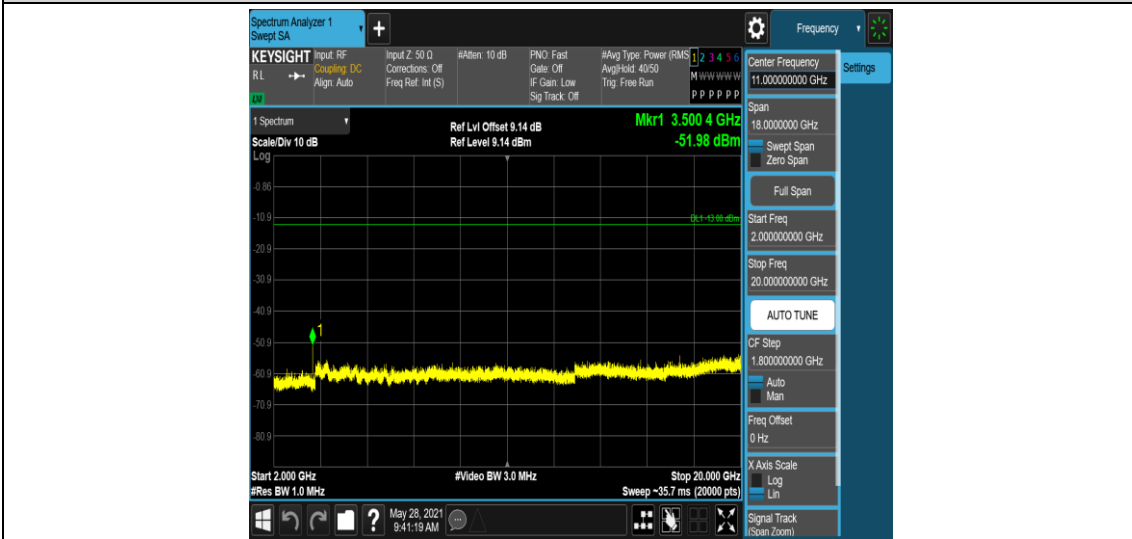 Spectrum Analyzer 1
Swept SA
+
Frequency
KEYSIGHT
RL
LXI
Input: RF
Coupling: DC
Align: Auto
Input Z: 50 Ω
Corrections: Off
Freq Ref: Int (S)
#Atten: 10 dB
PNO: Fast
Gate: Off
IF Gain: Low
Sig Track: Off
#Avg Type: Power (RMS
Avg|Hold: 40/50
Trig: Free Run
1 2 3 4 5 6
M W W W W W
P P P P P P
1 Spectrum
Scale/Div 10 dB
Log
Ref Lvl Offset 9.14 dB
Ref Level 9.14 dBm
Mkr1 3.500 4 GHz
-51.98 dBm
-0.86
-10.9
DL1 -13.00 dBm
-20.9
-30.9
-40.9
1
-50.9
-60.9
-70.9
-80.9
Start 2.000 GHz
#Res BW 1.0 MHz
#Video BW 3.0 MHz
Stop 20.000 GHz
Sweep ~35.7 ms (20000 pts)
?
May 28, 2021
9:41:19 AM
Center Frequency
11.000000000 GHz
Settings
Span
18.0000000 GHz
Swept Span
Zero Span
Full Span
Start Freq
2.000000000 GHz
Stop Freq
20.000000000 GHz
AUTO TUNE
CF Step
1.800000000 GHz
Auto
Man
Freq Offset
0 Hz
X Axis Scale
Log
Lin
Signal Track
(Span Zoom)